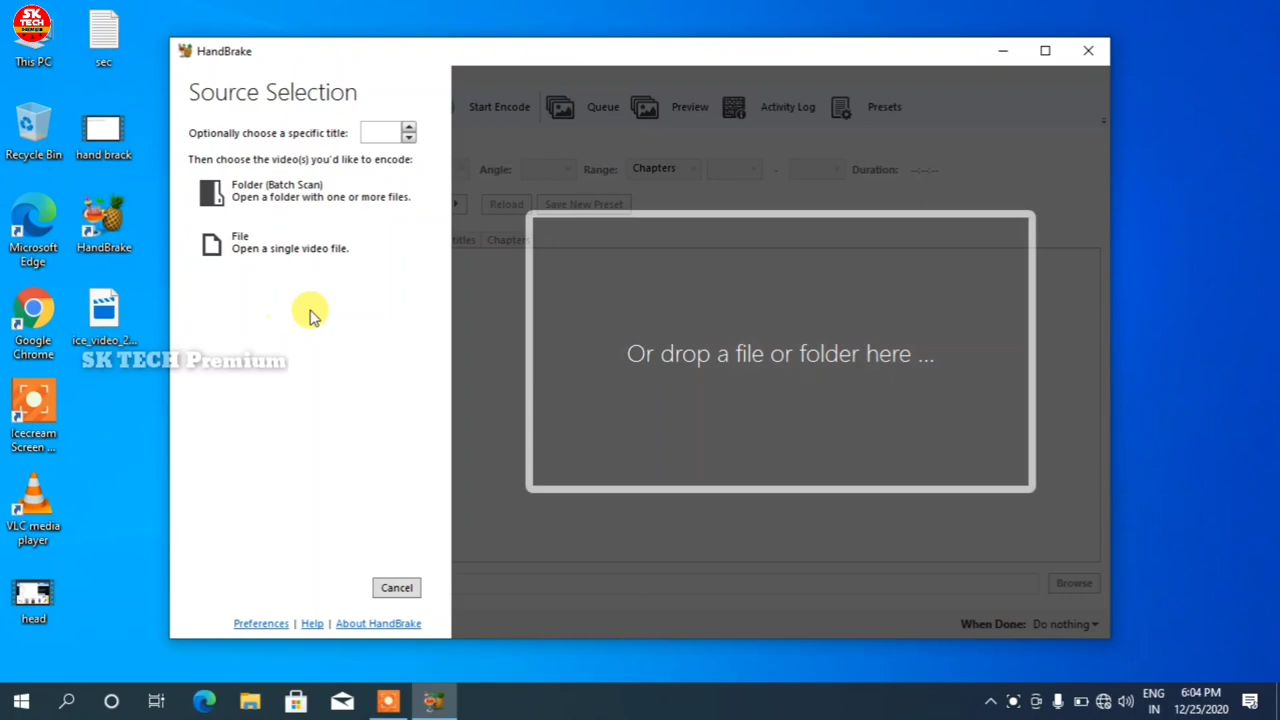 SK
TECH
This PC
sec
Recycle Bin
hand brack
Microsoft
Edge
HandBrake
Google
Chrome
ice_video_2...
SK TECH Premium
Icecream
Screen ...
VLC media
player
head
HandBrake
Source Selection
Optionally choose a specific title:
Then choose the video(s) you'd like to encode:
Folder (Batch Scan)
Open a folder with one or more files.
File
Open a single video file.
Cancel
Preferences | Help | About HandBrake
Start Encode
Queue
Preview
Activity Log
Presets
Angle:
Range:
Chapters
-
Duration:
--:--:--
Reload
Save New Preset
titles
Chapters
Or drop a file or folder here ...
Browse
When Done: Do nothing
ENG
IN
6:04 PM
12/25/2020